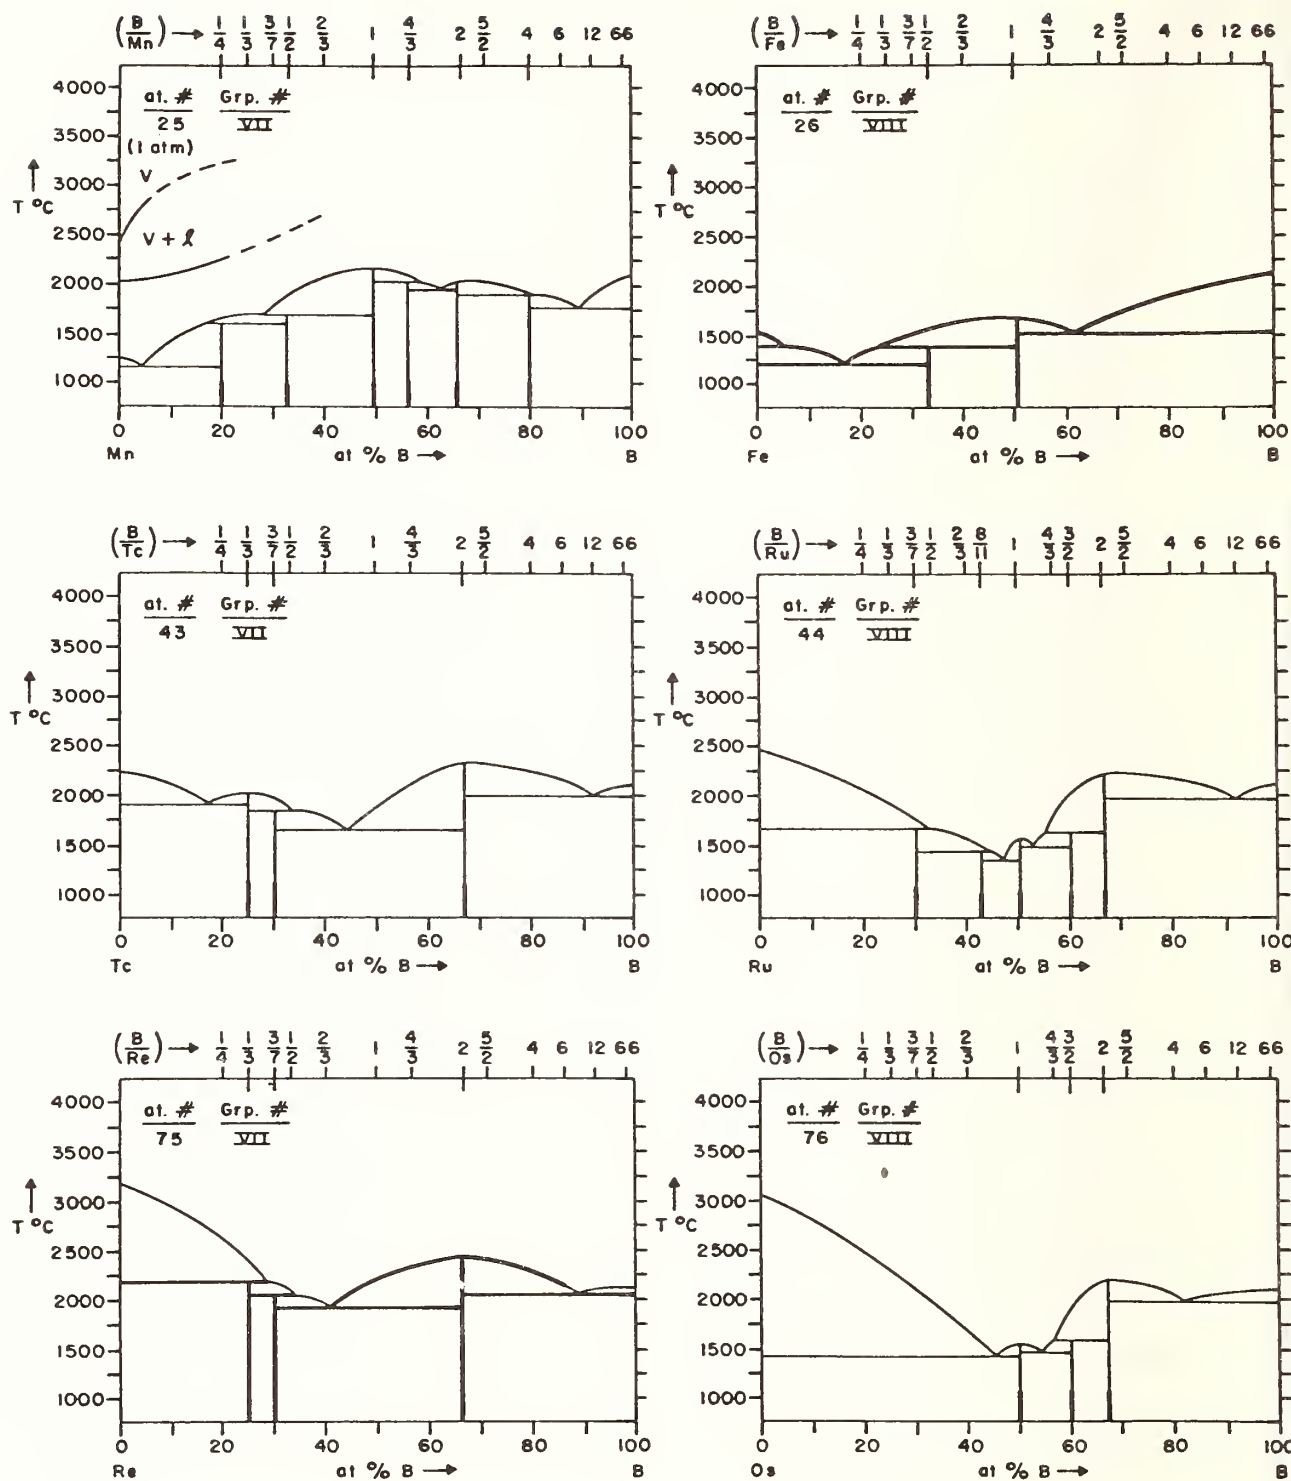 (B/Mn) → 1/4 1/3 3/7 1/2 2/3 1 4/3 2 5/2 4 6 12 66
at. # Grp. #
25 VII
(1 atm)
V
V + ℓ
4000
3500
3000
T °C
2500
2000
1500
1000
0 20 40 60 80 100
Mn at % B → B
(B/Fe) → 1/4 1/3 3/7 1/2 2/3 1 4/3 2 5/2 4 6 12 66
at. # Grp. #
26 VIII
4000
3500
3000
T °C
2500
2000
1500
1000
0 20 40 60 80 100
Fe at % B → B
(B/Tc) → 1/4 1/3 3/7 1/2 2/3 1 4/3 2 5/2 4 6 12 66
at. # Grp. #
43 VII
4000
3500
3000
T °C
2500
2000
1500
1000
0 20 40 60 80 100
Tc at % B → B
(B/Ru) → 1/4 1/3 3/7 1/2 2/3 8/11 1 4/3 3/2 2 5/2 4 6 12 66
at. # Grp. #
44 VIII
4000
3500
3000
T °C
2500
2000
1500
1000
0 20 40 60 80 100
Ru at % B → B
(B/Re) → 1/4 1/3 3/7 1/2 2/3 1 4/3 2 5/2 4 6 12 66
at. # Grp. #
75 VII
4000
3500
3000
T °C
2500
2000
1500
1000
0 20 40 60 80 100
Re at % B → B
(B/Os) → 1/4 1/3 3/7 1/2 2/3 1 4/3 3/2 2 5/2 4 6 12 66
at. # Grp. #
76 VIII
4000
3500
3000
T °C
2500
2000
1500
1000
0 20 40 60 80 100
Os at % B → B